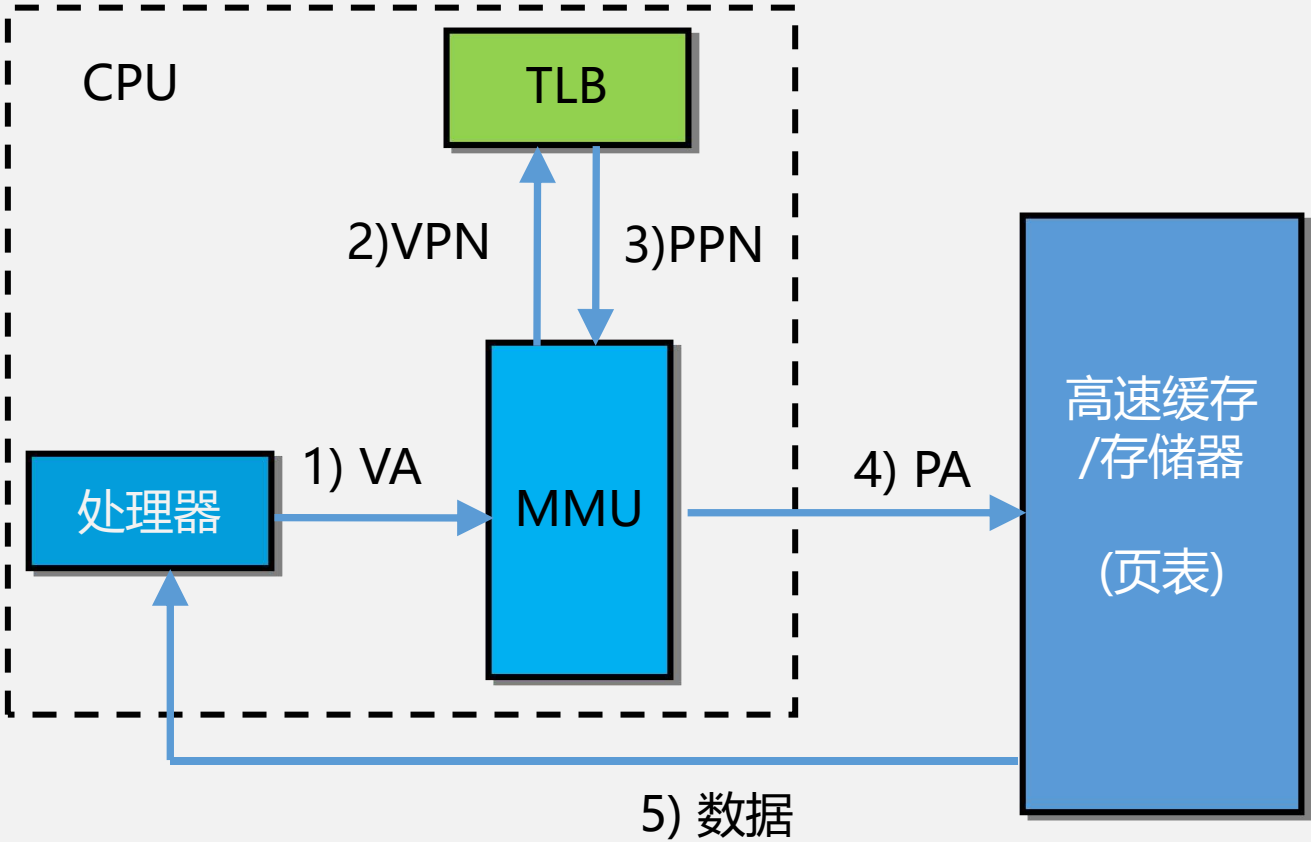 CPU
TLB
2)VPN
3)PPN
处理器
1) VA
MMU
4) PA
高速缓存
/存储器
(页表)
5) 数据